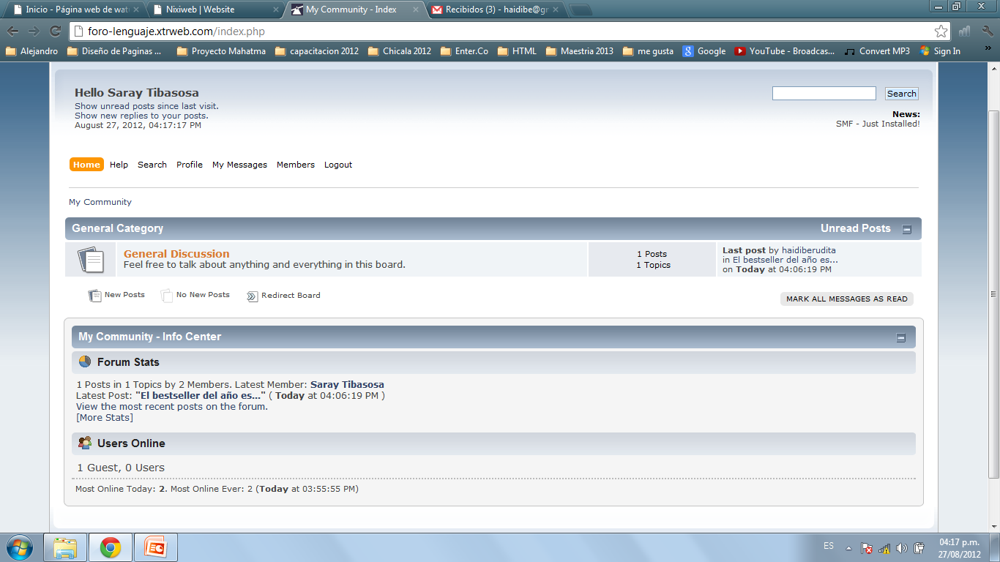 Inicio - Página web de wat
Nixiweb | Website
My Community - Index
Recibidos (3) - haidibe@gr
foro-lenguaje.xtrweb.com/index.php
Alejandro
Diseño de Paginas ...
Proyecto Mahatma
capacitacion 2012
Chicala 2012
Enter.Co
HTML
Maestria 2013
me gusta
Google
YouTube - Broadcas...
Convert MP3
Sign In
Hello Saray Tibasosa
Show unread posts since last visit.
Show new replies to your posts.
August 27, 2012, 04:17:17 PM
Search
News:
SMF - Just Installed!
Home Help Search Profile My Messages Members Logout
My Community
General Category
Unread Posts
General Discussion
Feel free to talk about anything and everything in this board.
1 Posts
1 Topics
Last post by haidiberudita
in El bestseller del año es...
on Today at 04:06:19 PM
New Posts
No New Posts
Redirect Board
MARK ALL MESSAGES AS READ
My Community - Info Center
Forum Stats
1 Posts in 1 Topics by 2 Members. Latest Member: Saray Tibasosa
Latest Post: "El bestseller del año es..." ( Today at 04:06:19 PM )
View the most recent posts on the forum.
[More Stats]
Users Online
1 Guest, 0 Users
Most Online Today: 2. Most Online Ever: 2 (Today at 03:55:55 PM)
ES
04:17 p.m.
27/08/2012